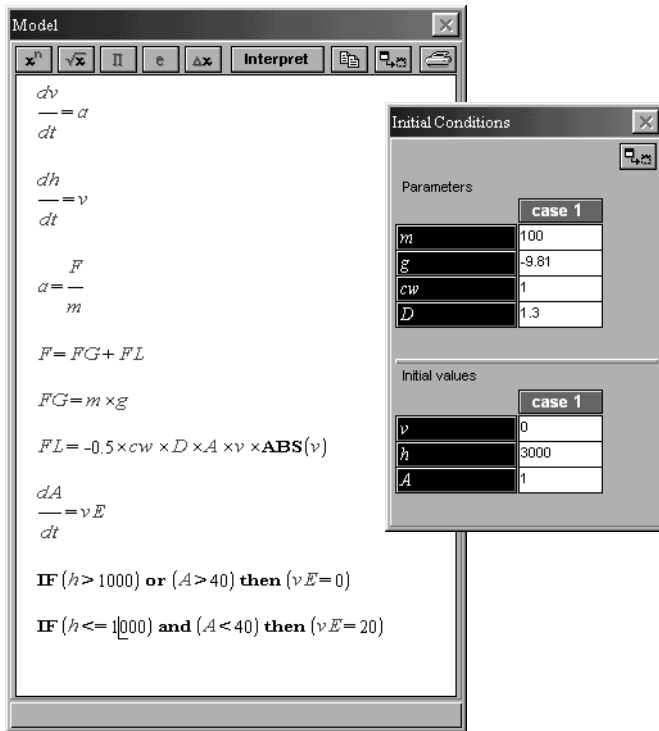 Model
xⁿ √x Π e Δx Interpret
dv
dt
= a
dh
dt
= v
a = F
m
F = FG + FL
FG = m × g
FL = -0.5 × cw × D × A × v × ABS(v)
dA
dt
= vE
IF (h > 1000) or (A > 40) then (vE = 0)
IF (h <= 1000) and (A < 40) then (vE = 20)
Initial Conditions
Parameters
case 1
m 100
g -9.81
cw 1
D 1.3
Initial values
case 1
v 0
h 3000
A 1